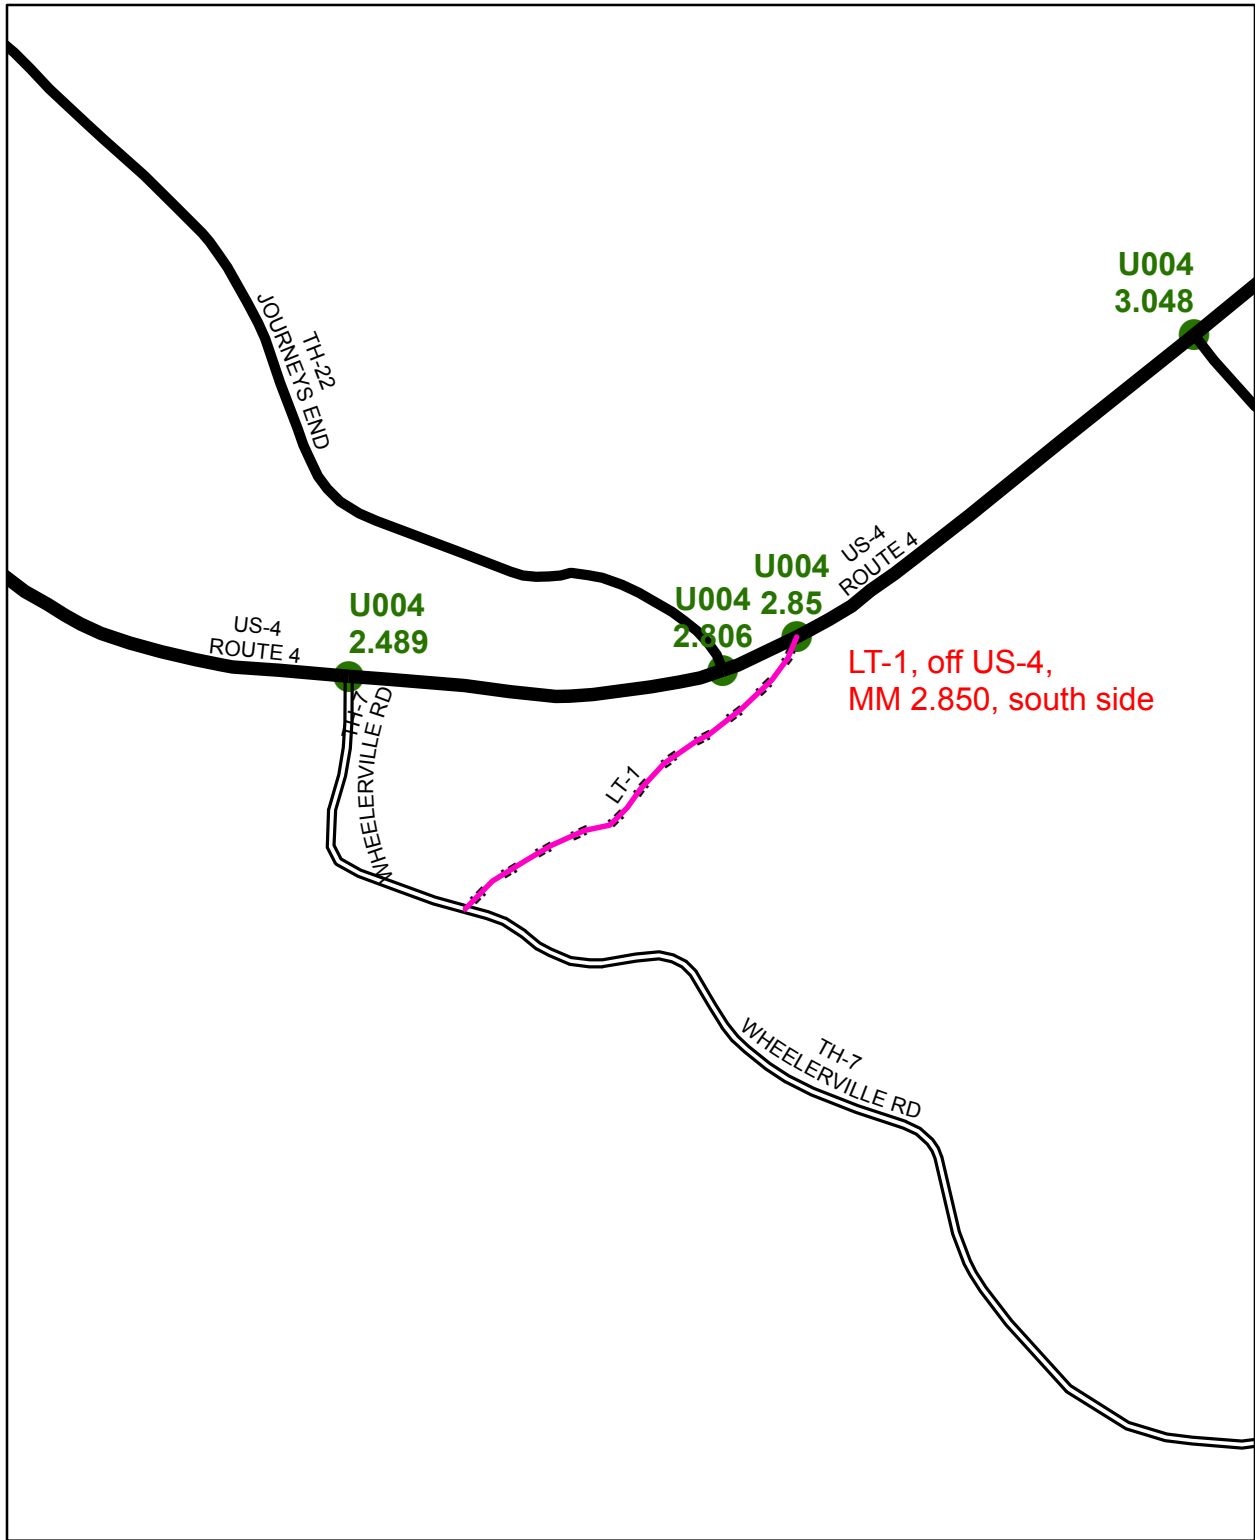 U004
3.048
TH-22
JOURNEYS END
US-4
ROUTE 4
U004
2.85
U004
2.806
U004
2.489
US-4
ROUTE 4
LT-1, off US-4,
MM 2.850, south side
TH-7
WHEELERVILLE RD
LT-1
TH-7
WHEELERVILLE RD